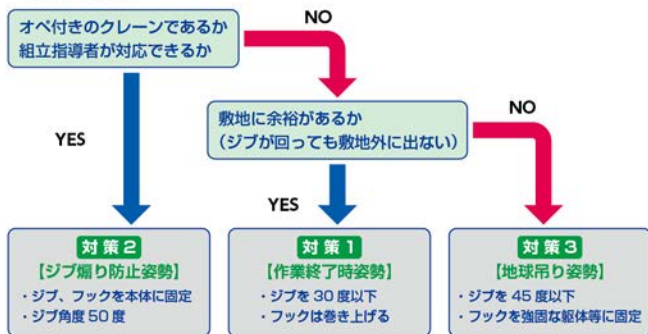 オペ付きのクレーンであるか
組立指導者が対応できるか
NO
YES
敷地に余裕があるか
（ジブが回っても敷地外に出ない）
NO
YES
対策2
【ジブ煽り防止姿勢】
・ジブ、フックを本体に固定
・ジブ角度50度
対策1
【作業終了時姿勢】
・ジブを30度以下
・フックは巻き上げる
対策3
【地球吊り姿勢】
・ジブを45度以下
・フックを強固な躯体等に固定